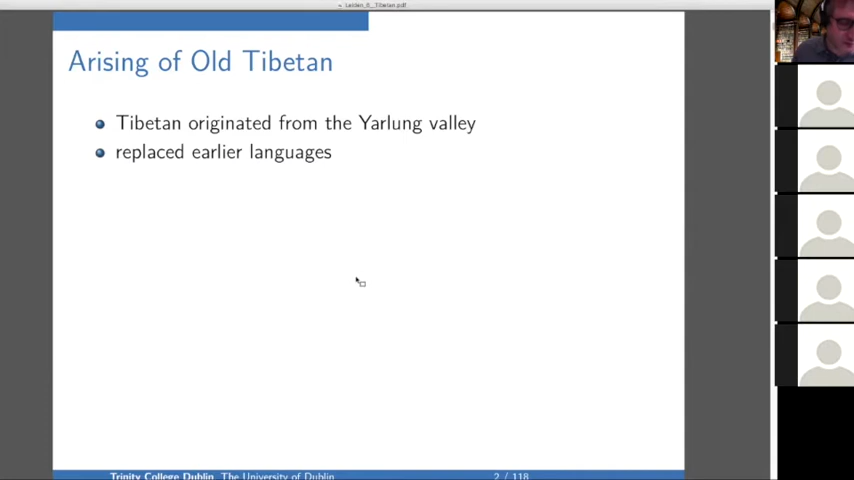 Leiden_8__Tibetan.pdf
Arising of Old Tibetan
Tibetan originated from the Yarlung valley
replaced earlier languages
Trinity College Dublin, The University of Dublin
2 / 118